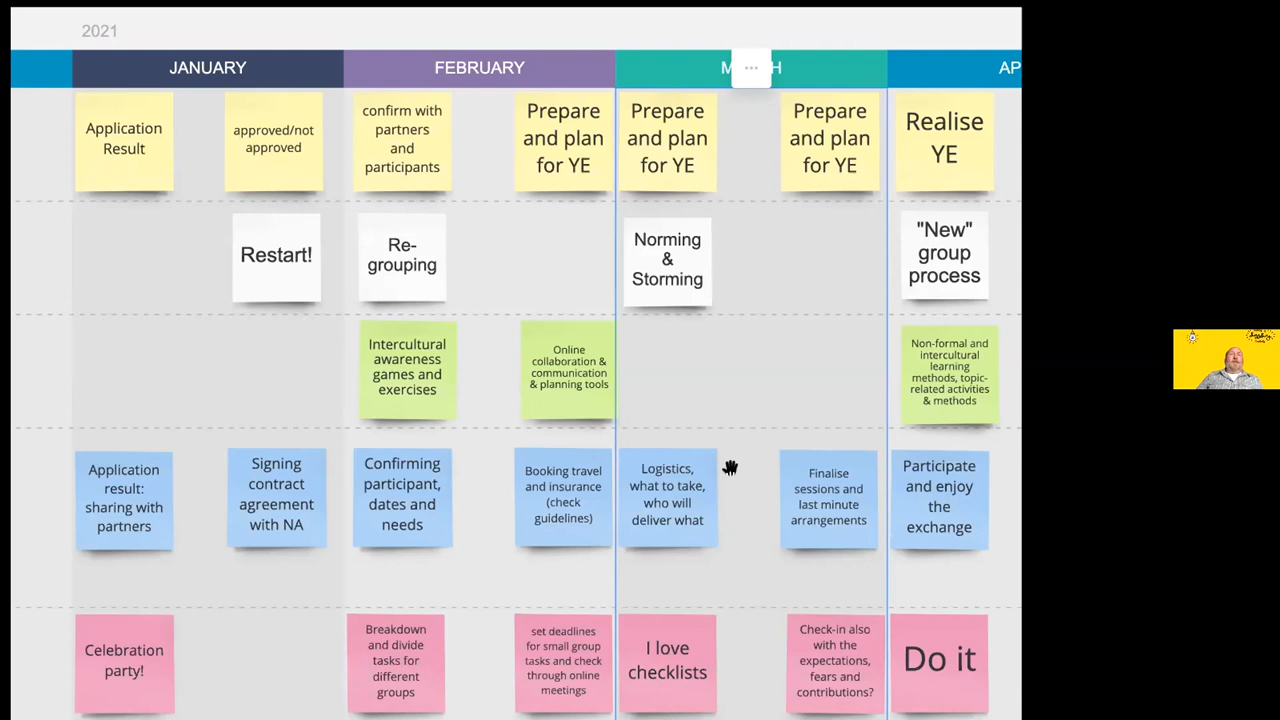 2021
JANUARY
FEBRUARY
Application
Result
approved/not
approved
confirm with
partners
and
participants
Prepare
and plan
for YE
Prepare
and plan
for YE
Prepare
and plan
for YE
Realise
YE
Restart!
Re-
grouping
Norming
&
Storming
"New"
group
process
Intercultural
awareness
games and
exercises
Online
collaboration &
communication
& planning tools
Non-formal and
intercultural
learning
methods, topic-
related activities
& methods
Application
result:
sharing with
partners
Signing
contract
agreement
with NA
Confirming
participant,
dates and
needs
Booking travel
and insurance
(check
guidelines)
Logistics,
what to take,
who will
deliver what
Finalise
sessions and
last minute
arrangements
Participate
and enjoy
the
exchange
Celebration
party!
Breakdown
and divide
tasks for
different
groups
set deadlines
for small group
tasks and check
through online
meetings
I love
checklists
Check-in also
with the
expectations,
fears and
contributions?
Do it